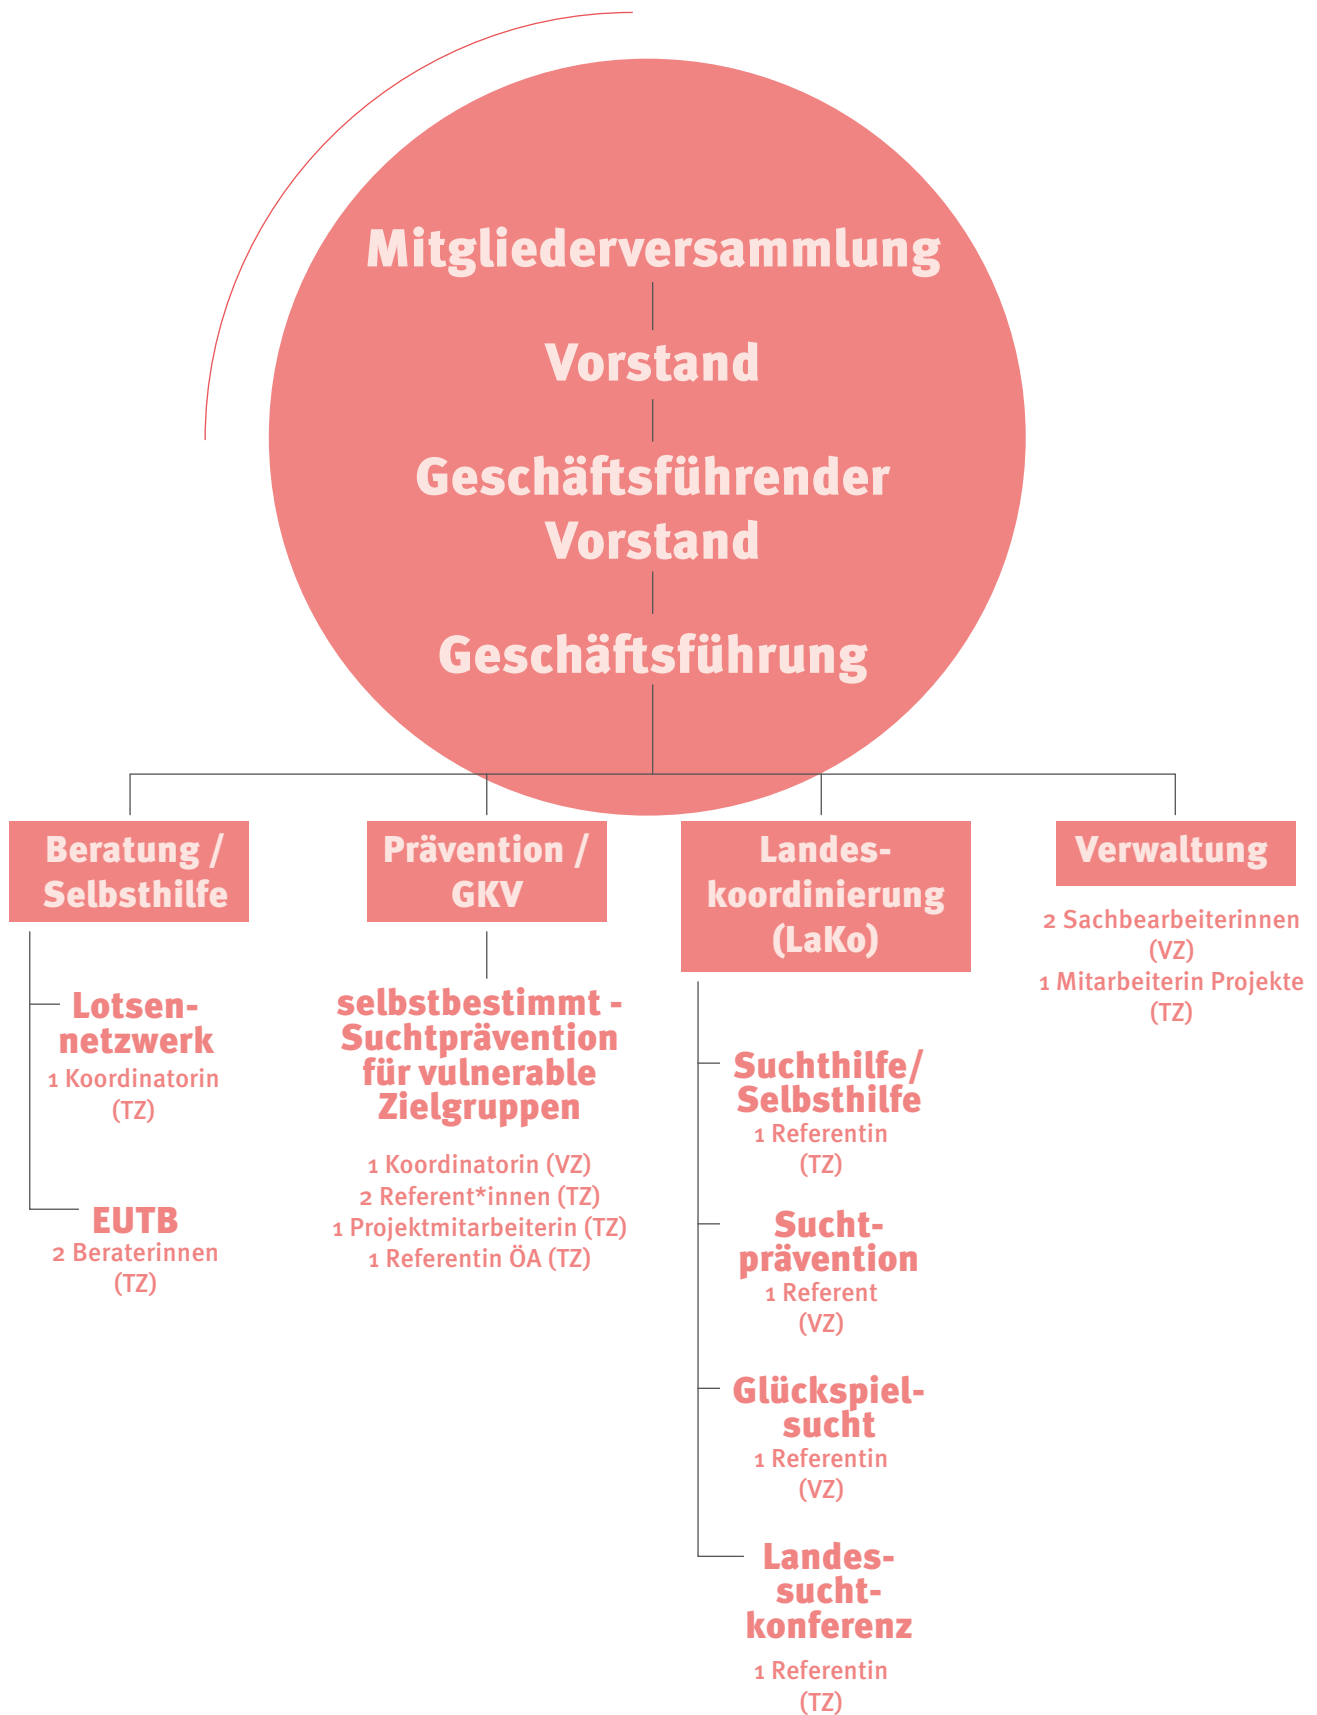 Mitgliederversammlung
Vorstand
Geschäftsführender
Vorstand
Geschäftsführung
Beratung /
Selbsthilfe
Lotsen-
netzwerk
1 Koordinatorin
(TZ)
EUTB
2 Beraterinnen
(TZ)
Prävention /
GKV
selbstbestimmt -
Suchtprävention
für vulnerable
Zielgruppen
1 Koordinatorin (VZ)
2 Referent*innen (TZ)
1 Projektmitarbeiterin (TZ)
1 Referentin ÖA (TZ)
Landes-
koordinierung
(LaKo)
Suchthilfe/
Selbsthilfe
1 Referentin
(TZ)
Sucht-
prävention
1 Referent
(VZ)
Glückspiel-
sucht
1 Referentin
(VZ)
Landes-
sucht-
konferenz
1 Referentin
(TZ)
Verwaltung
2 Sachbearbeiterinnen
(VZ)
1 Mitarbeiterin Projekte
(TZ)